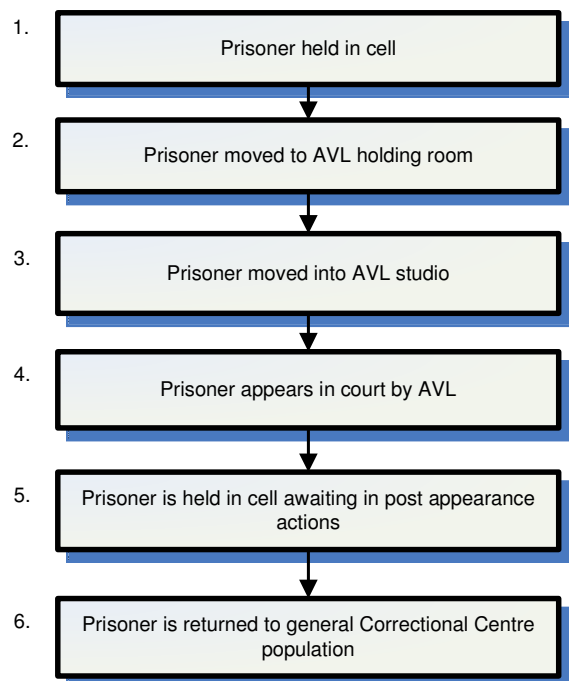 1.
Prisoner held in cell
2.
Prisoner moved to AVL holding room
3.
Prisoner moved into AVL studio
4.
Prisoner appears in court by AVL
5.
Prisoner is held in cell awaiting in post appearance
actions
6.
Prisoner is returned to general Correctional Centre
population